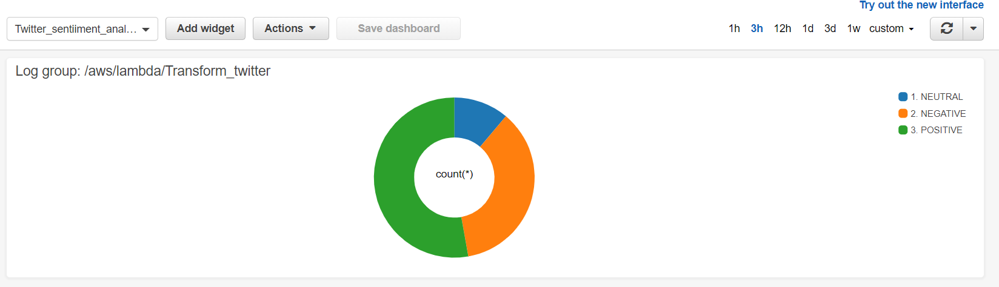 Try out the new interface
Twitter_sentiiment_anal... Add widget Actions Save dashboard 1h 3h 12h 1d 3d 1w custom
Log group: /aws/lambda/Transform_twitter
1. NEUTRAL
2. NEGATIVE
3. POSITIVE
count(*)